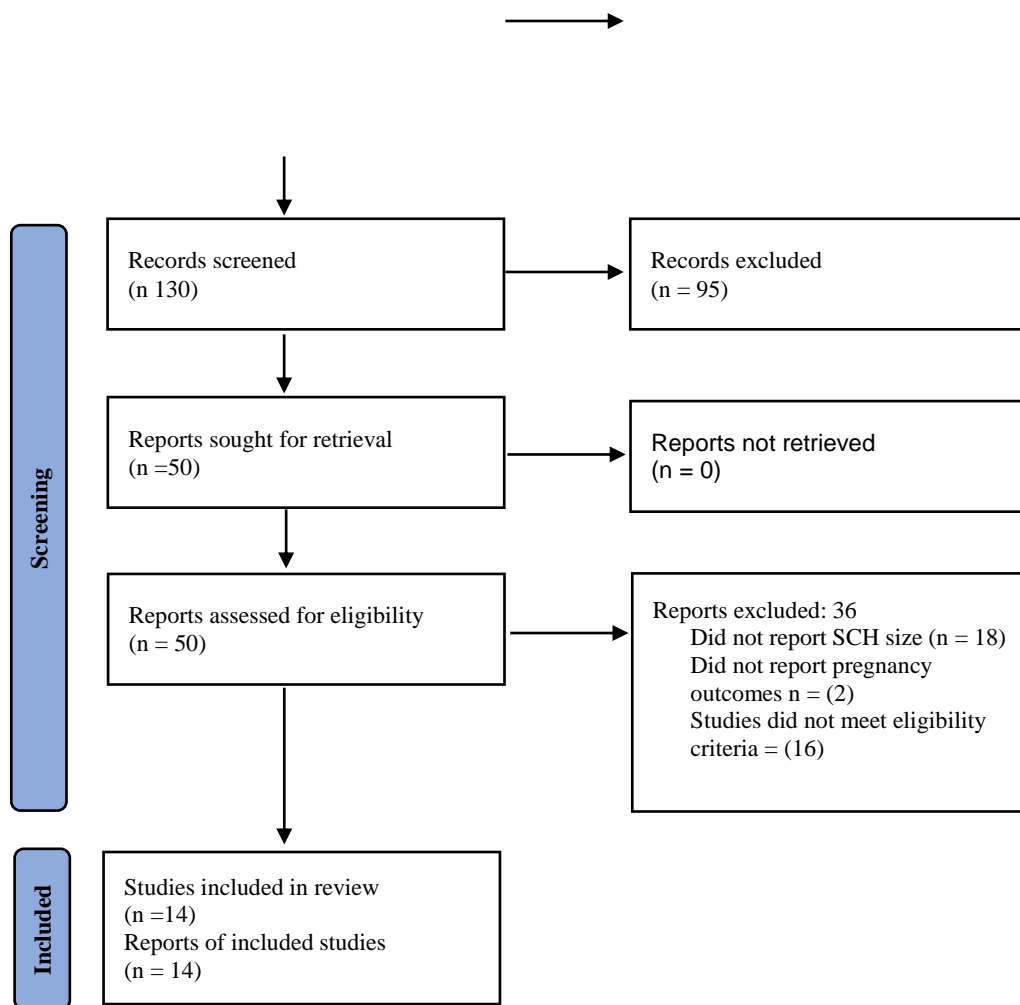 Records screened
(n 130)
Records excluded
(n = 95)
Screening
Reports sought for retrieval
(n =50)
Reports not retrieved
(n = 0)
Reports assessed for eligibility
(n = 50)
Reports excluded: 36
Did not report SCH size (n = 18)
Did not report pregnancy
outcomes n = (2)
Studies did not meet eligibility
criteria = (16)
Included
Studies included in review
(n =14)
Reports of included studies
(n = 14)